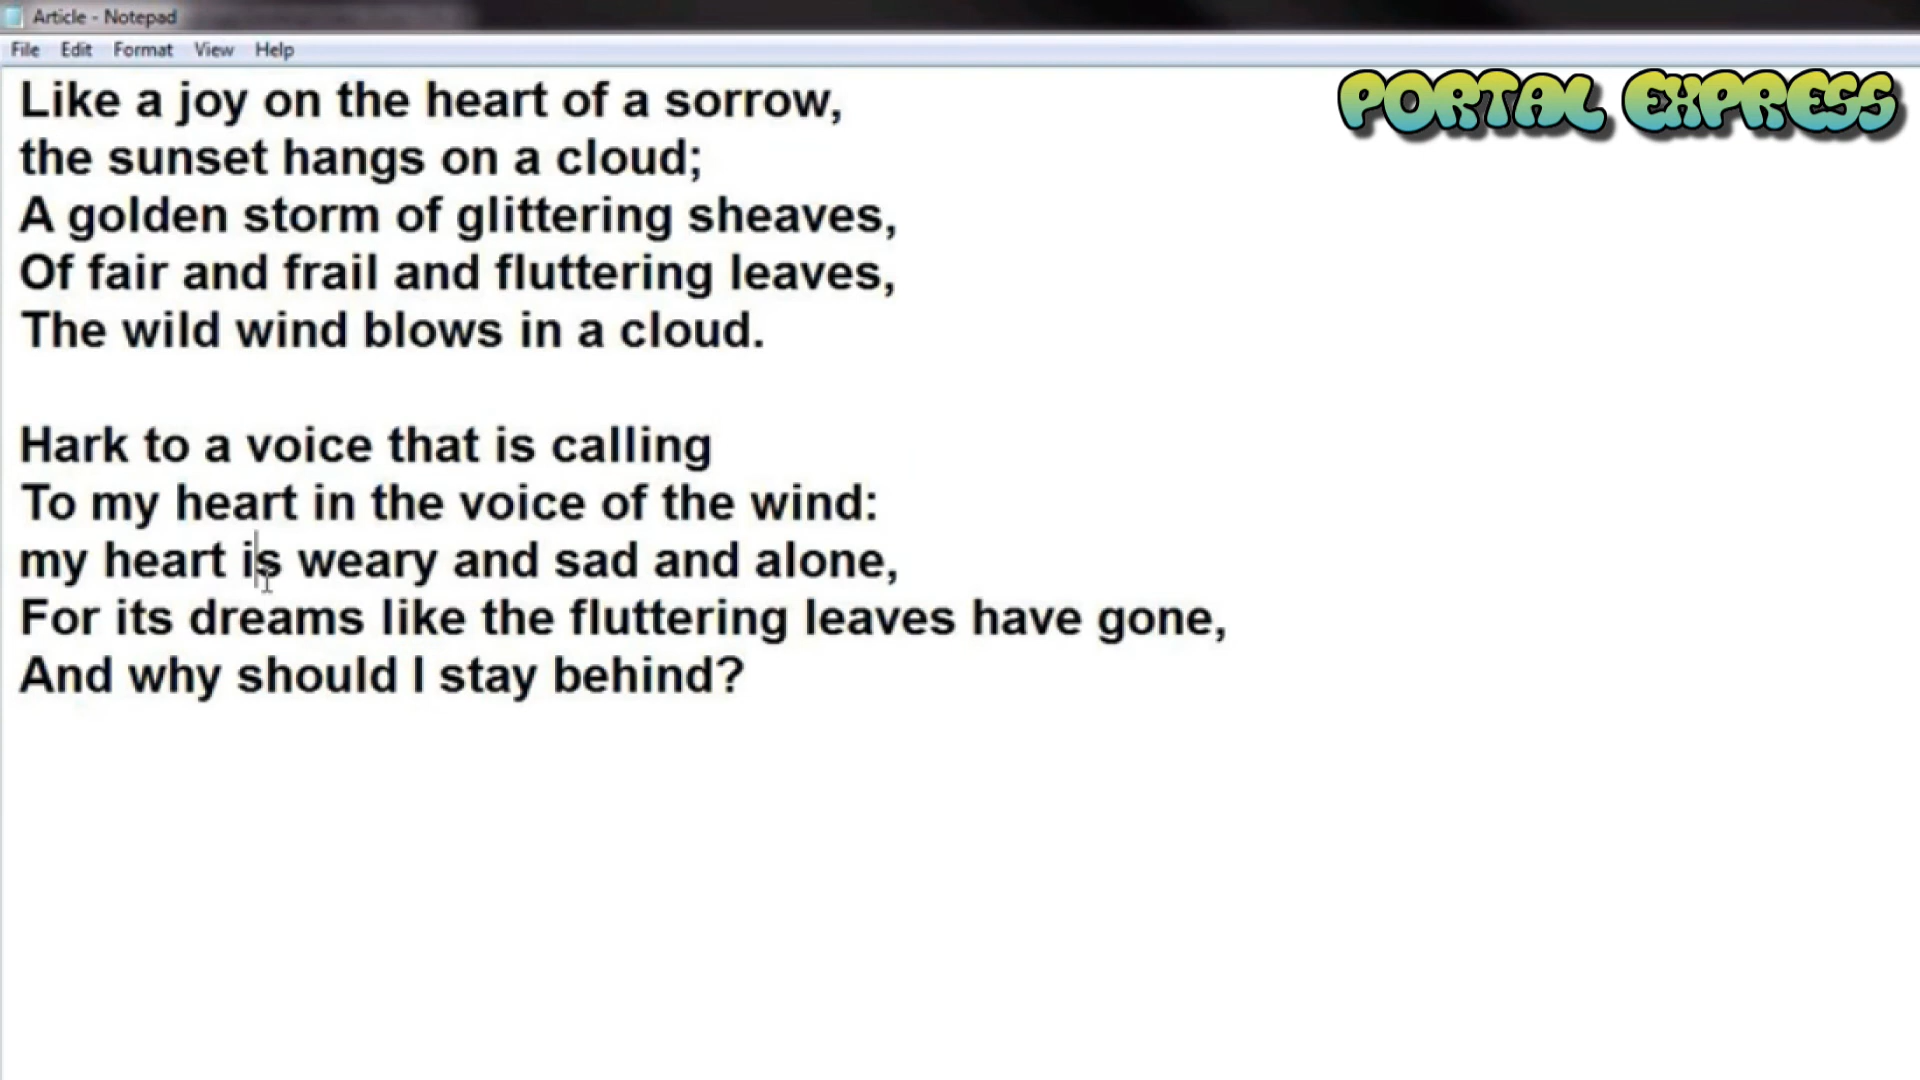 Article - Notepad
File Edit Format View Help
PORTAL EXPRESS
Like a joy on the heart of a sorrow,
the sunset hangs on a cloud;
A golden storm of glittering sheaves,
Of fair and frail and fluttering leaves,
The wild wind blows in a cloud.
Hark to a voice that is calling
To my heart in the voice of the wind:
my heart is weary and sad and alone,
For its dreams like the fluttering leaves have gone,
And why should I stay behind?